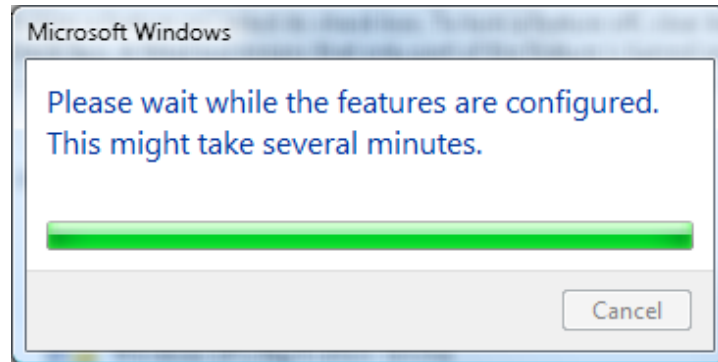 Microsoft Windows
Please wait while the features are configured.
This might take several minutes.
Cancel